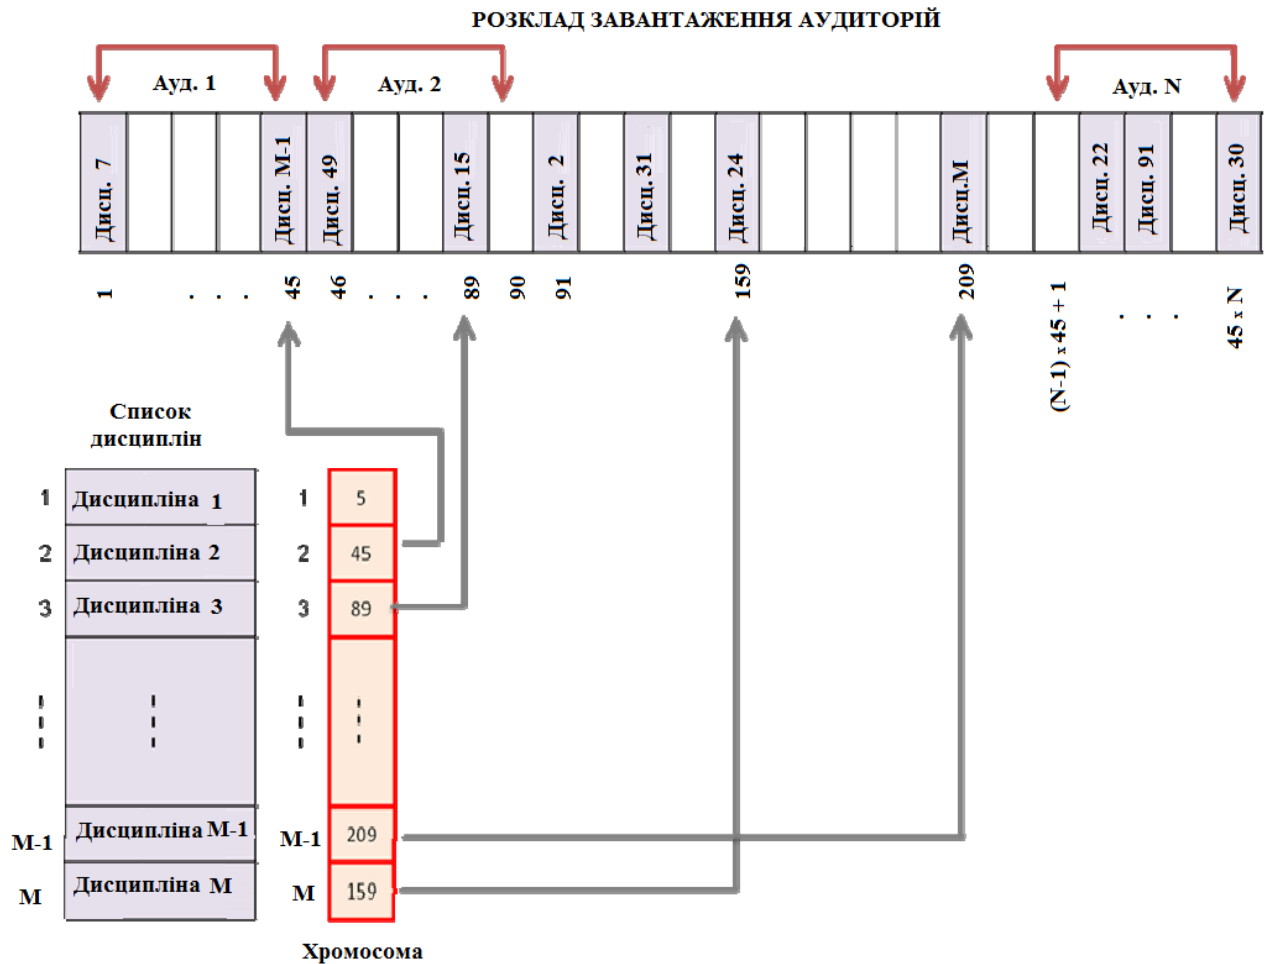 РОЗКЛАД ЗАВАНТАЖЕННЯ АУДИТОРІЙ
Ауд. 1
Ауд. 2
Ауд. N
Дисц. 7
Дисц. М-1
Дисц. 49
Дисц. 15
Дисц. 2
Дисц. 31
Дисц. 24
Дисц.М
Дисц. 22
Дисц. 91
Дисц. 30
1
. . .
45
46
. . .
89
90
91
159
209
(N-1) x 45 + 1
. . .
45 x N
Список
дисциплін
1 Дисципліна 1 1 5
2 Дисципліна 2 2 45
3 Дисципліна 3 3 89
М-1 Дисципліна М-1 М-1 209
М Дисципліна М М 159
Хромосома